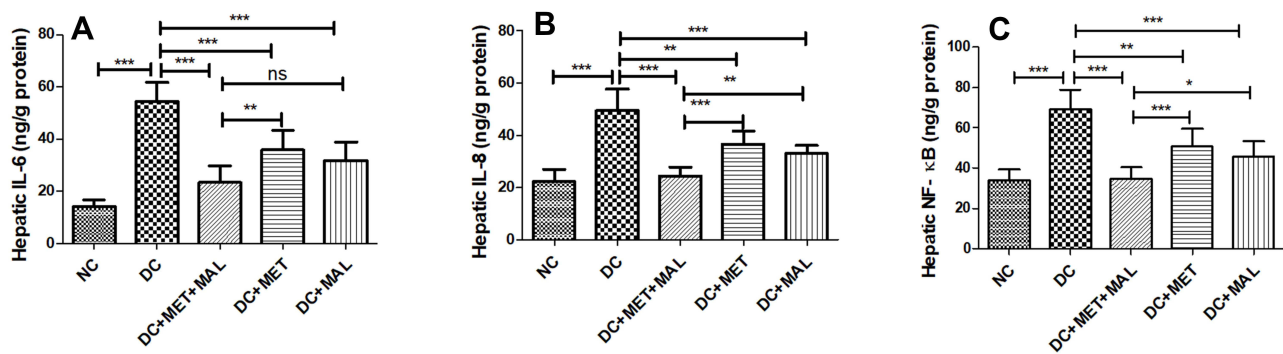 A
Hepatic IL-6 (ng/g protein)
80
60
40
20
0
***
***
***
***
ns
**
NC
DC
DC+MET+MAL
DC+MET
DC+MAL
B
Hepatic IL-8 (ng/g protein)
80
60
40
20
0
***
**
***
***
**
***
NC
DC
DC+MET+MAL
DC+MET
DC+MAL
C
Hepatic NF- κB (ng/g protein)
100
80
60
40
20
0
***
**
***
***
*
***
NC
DC
DC+MET+MAL
DC+MET
DC+MAL